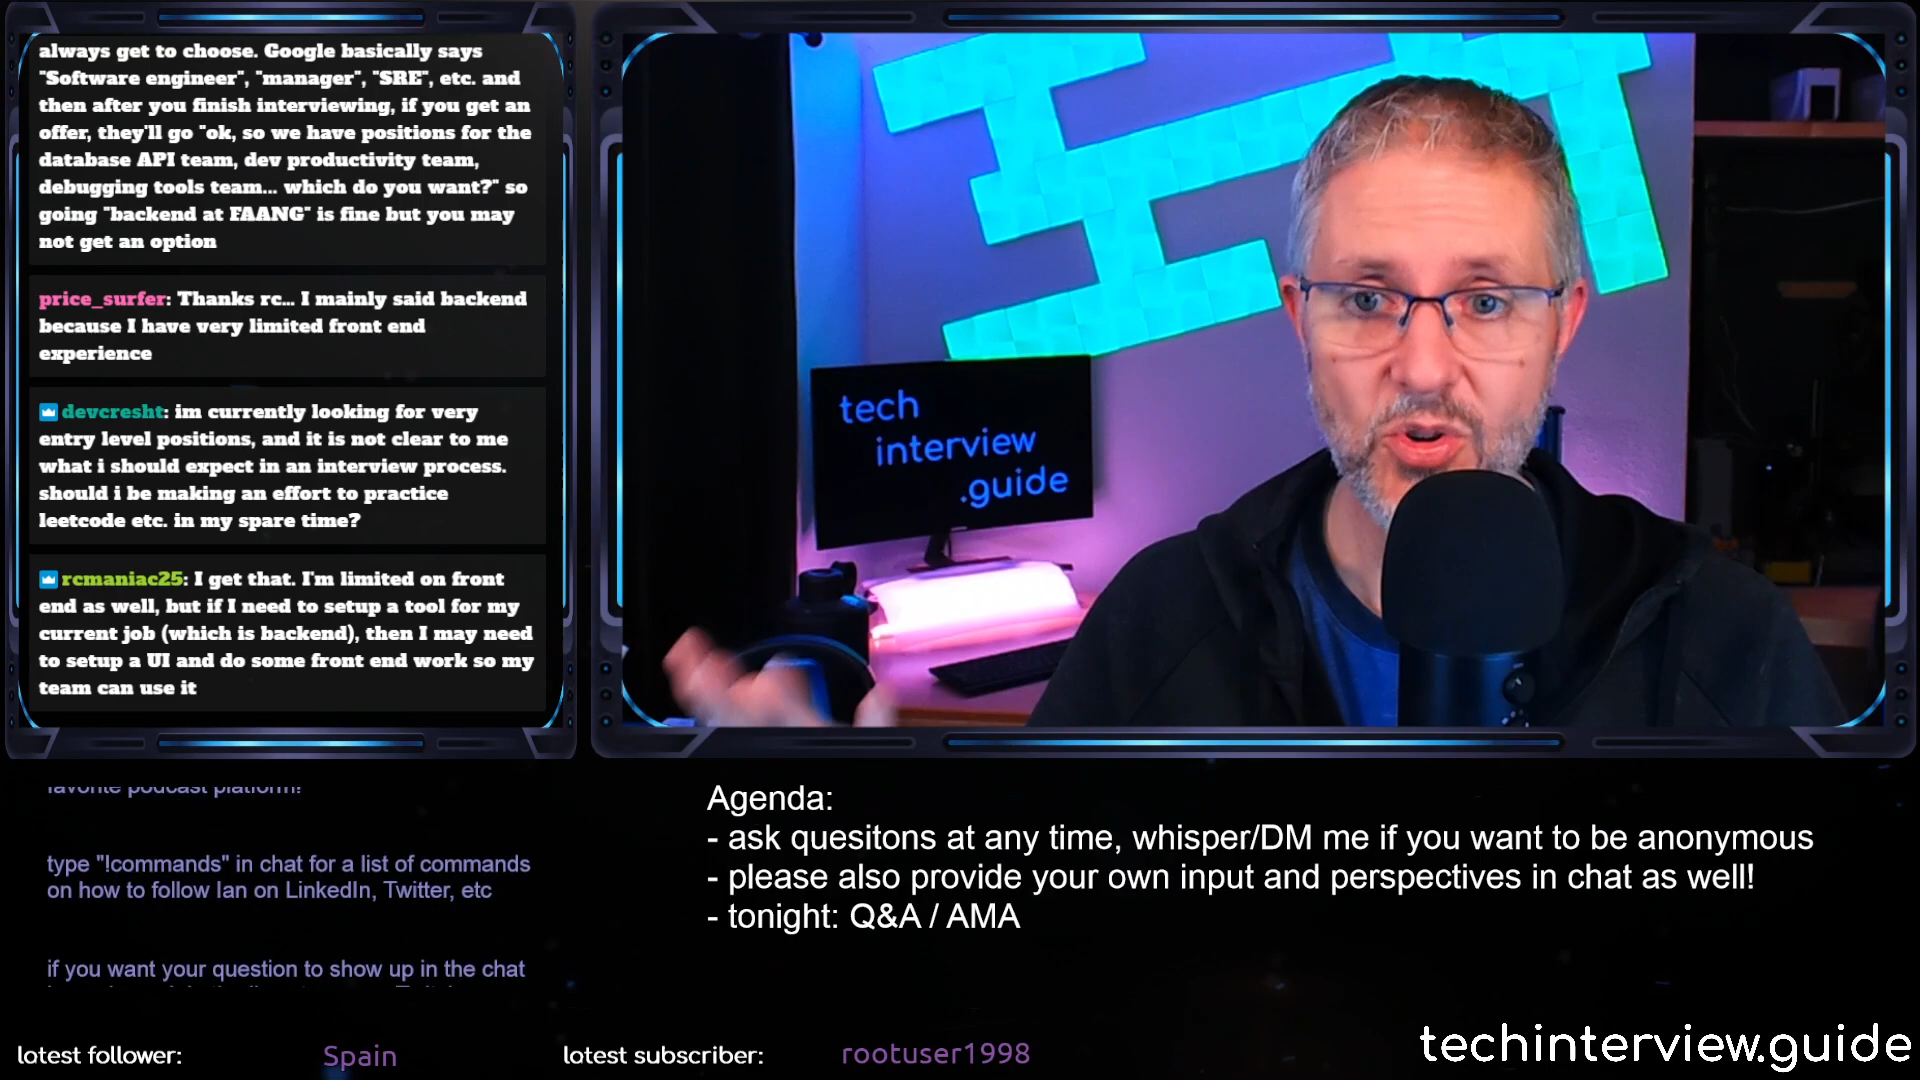 always get to choose. Google basically says
"Software engineer", "manager", "SRE", etc. and
then after you finish interviewing, if you get an
offer, they'll go "ok, so we have positions for the
database API team, dev productivity team,
debugging tools team... which do you want?" so
going "backend at FAANG" is fine but you may
not get an option
price_surfer: Thanks rc... I mainly said backend
because I have very limited front end
experience
devcresht: im currently looking for very
entry level positions, and it is not clear to me
what i should expect in an interview process.
should i be making an effort to practice
leetcode etc. in my spare time?
rcmaniac25: I get that. I'm limited on front
end as well, but if I need to setup a tool for my
current job (which is backend), then I may need
to setup a UI and do some front end work so my
team can use it
tech
interview
.guide
favorite podcast platform!
type "!commands" in chat for a list of commands
on how to follow Ian on LinkedIn, Twitter, etc
if you want your question to show up in the chat
Agenda:
- ask quesitons at any time, whisper/DM me if you want to be anonymous
- please also provide your own input and perspectives in chat as well!
- tonight: Q&A / AMA
latest follower: Spain
latest subscriber: rootuser1998
techinterview.guide